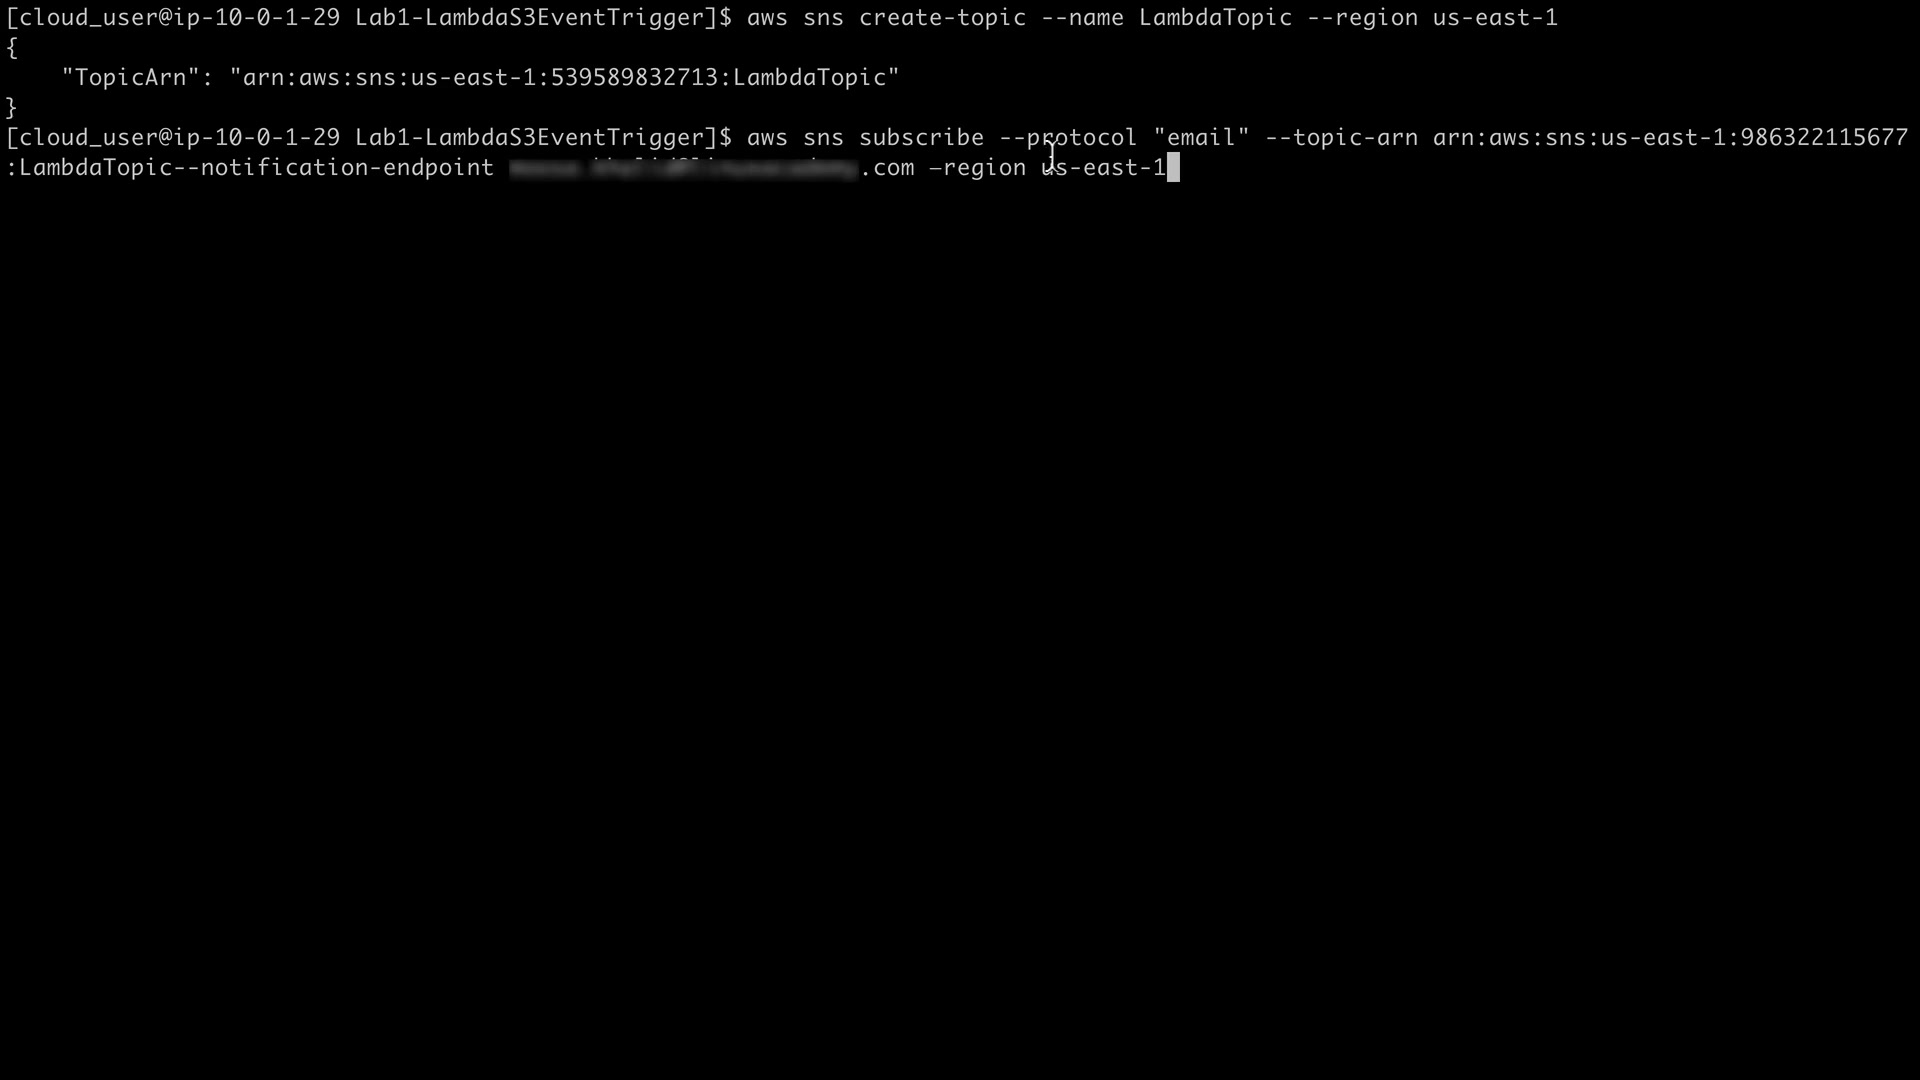 [cloud_user@ip-10-0-1-29 Lab1-LambdaS3EventTrigger]$ aws sns create-topic --name LambdaTopic --region us-east-1
{
    "TopicArn": "arn:aws:sns:us-east-1:539589832713:LambdaTopic"
}
[cloud_user@ip-10-0-1-29 Lab1-LambdaS3EventTrigger]$ aws sns subscribe --protocol "email" --topic-arn arn:aws:sns:us-east-1:986322115677
:LambdaTopic--notification-endpoint .com –region us-east-1